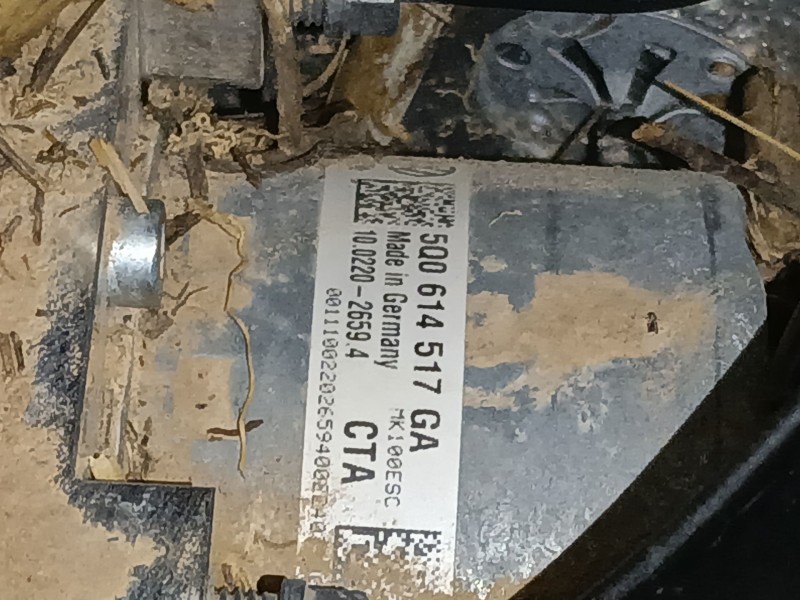 5Q0 614 517 GA
Made in Germany MK100ESC
10.0220-2659.4 CTA